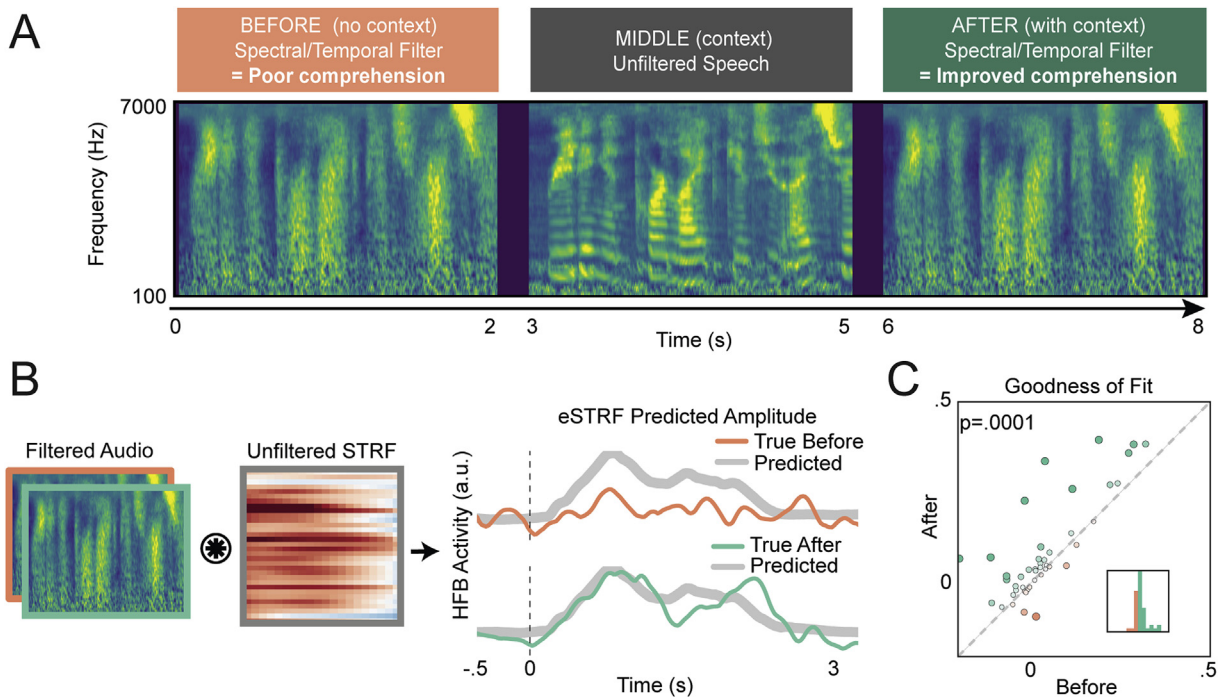 A
BEFORE (no context)
Spectral/Temporal Filter
= Poor comprehension
MIDDLE (context)
Unfiltered Speech
AFTER (with context)
Spectral/Temporal Filter
= Improved comprehension
7000
Frequency (Hz)
100
0
2
3
5
6
8
Time (s)
B
Filtered Audio
Unfiltered STRF
eSTRF Predicted Amplitude
HFB Activity (a.u.)
True Before
Predicted
True After
Predicted
-.5
0
3
Time (s)
C
Goodness of Fit
.5
p=.0001
After
0
0
.5
Before